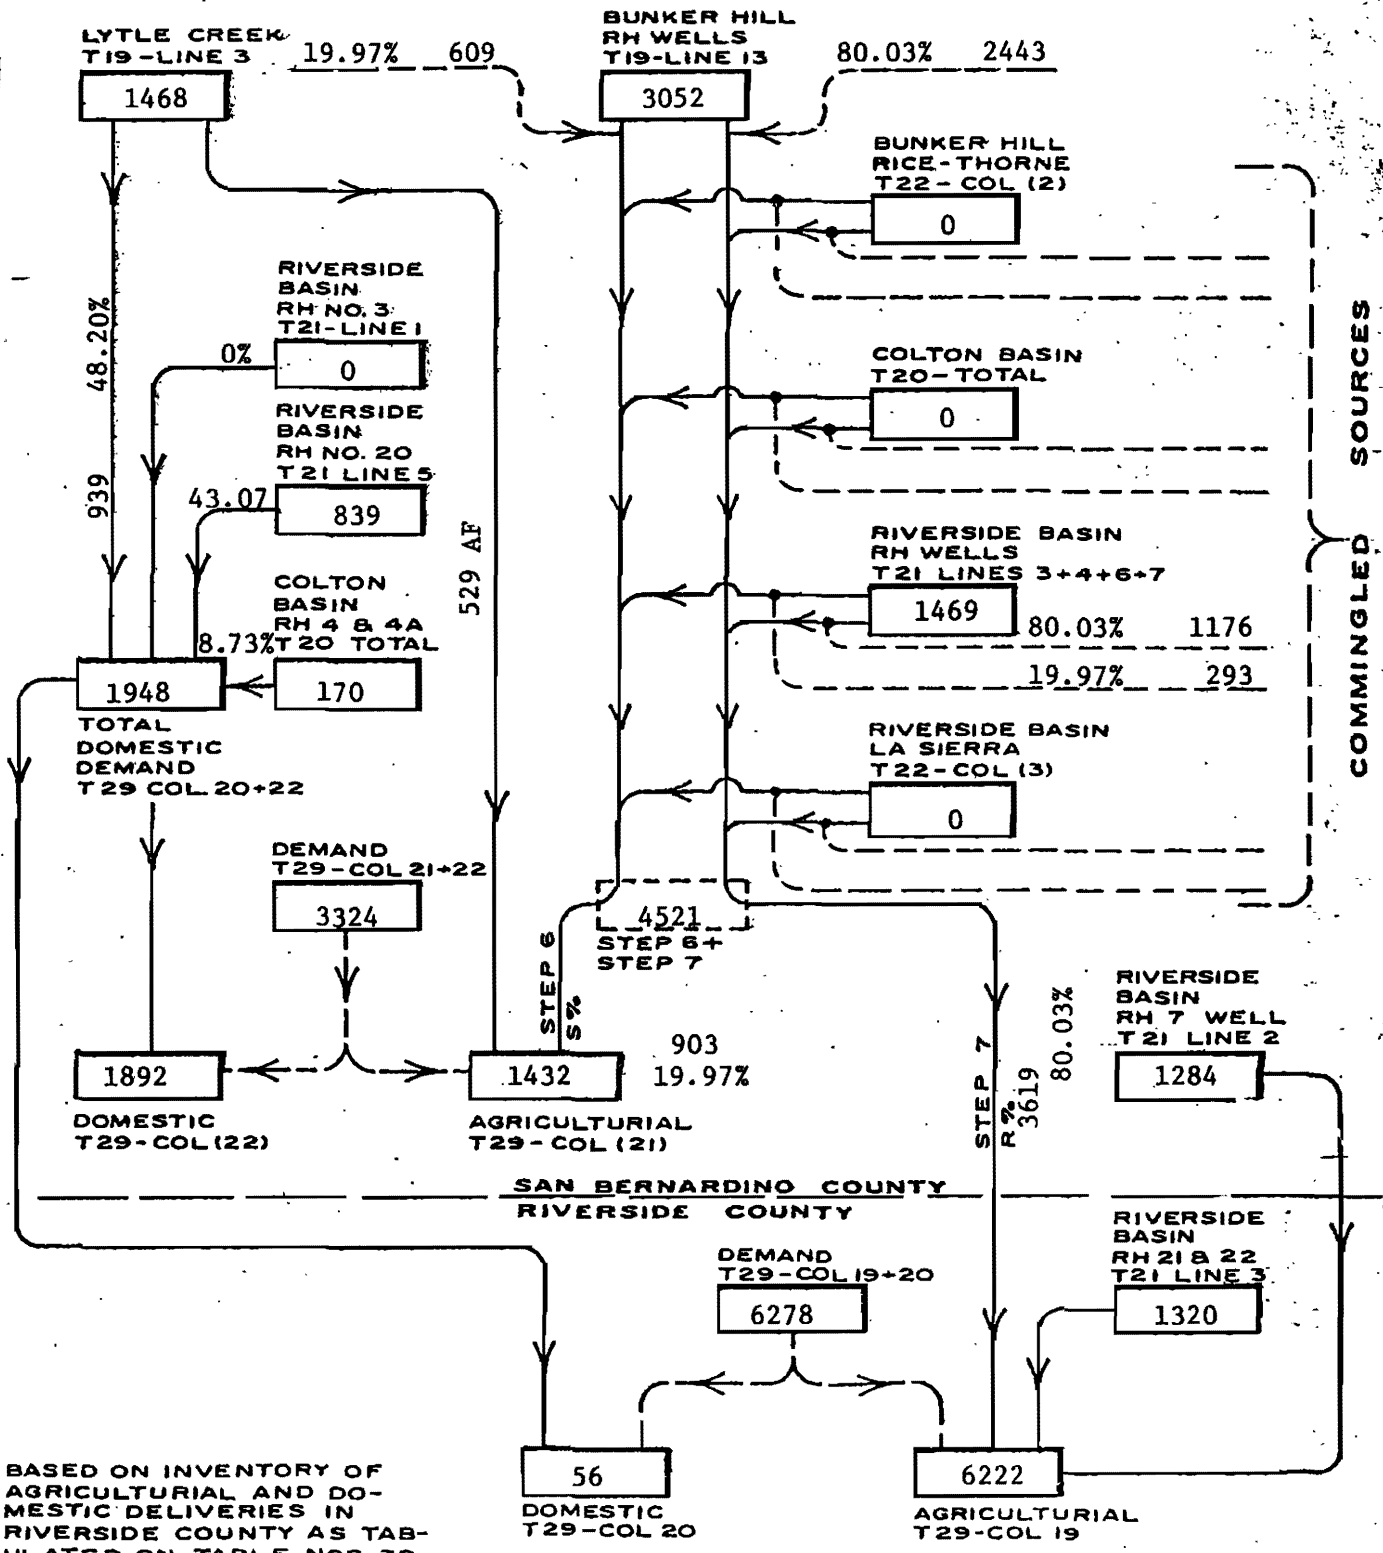 LYTLE CREEK
T19-LINE 3
1468
19.97% 609
BUNKER HILL
RH WELLS
T19-LINE 13
3052
80.03% 2443
BUNKER HILL
RICE-THORNE
T22-COL (2)
0
RIVERSIDE
BASIN
RH NO. 3
T21-LINE 1
0
0%
48.20%
939
COLTON BASIN
T20-TOTAL
0
RIVERSIDE
BASIN
RH NO. 20
T21 LINE 5
839
43.07
529 AF
COMMINGLED SOURCES
RIVERSIDE BASIN
RH WELLS
T21 LINES 3+4+6+7
1469
80.03% 1176
19.97% 293
COLTON
BASIN
RH 4 & 4A
T20 TOTAL
170
8.73%
1948
TOTAL
DOMESTIC
DEMAND
T29 COL. 20+22
RIVERSIDE BASIN
LA SIERRA
T22-COL (3)
0
DEMAND
T29-COL 21+22
3324
4521
STEP 6+
STEP 7
STEP 6
S%
1892
DOMESTIC
T29-COL (22)
1432
AGRICULTURIAL
T29-COL (21)
903
19.97%
STEP 7
R%
3619
80.03%
RIVERSIDE
BASIN
RH 7 WELL
T21 LINE 2
1284
SAN BERNARDINO COUNTY
RIVERSIDE COUNTY
DEMAND
T29-COL 19+20
6278
RIVERSIDE
BASIN
RH 21 & 22
T21 LINE 3
1320
56
DOMESTIC
T29-COL 20
6222
AGRICULTURIAL
T29-COL 19
BASED ON INVENTORY OF
AGRICULTURIAL AND DO-
MESTIC DELIVERIES IN
RIVERSIDE COUNTY AS TAB-